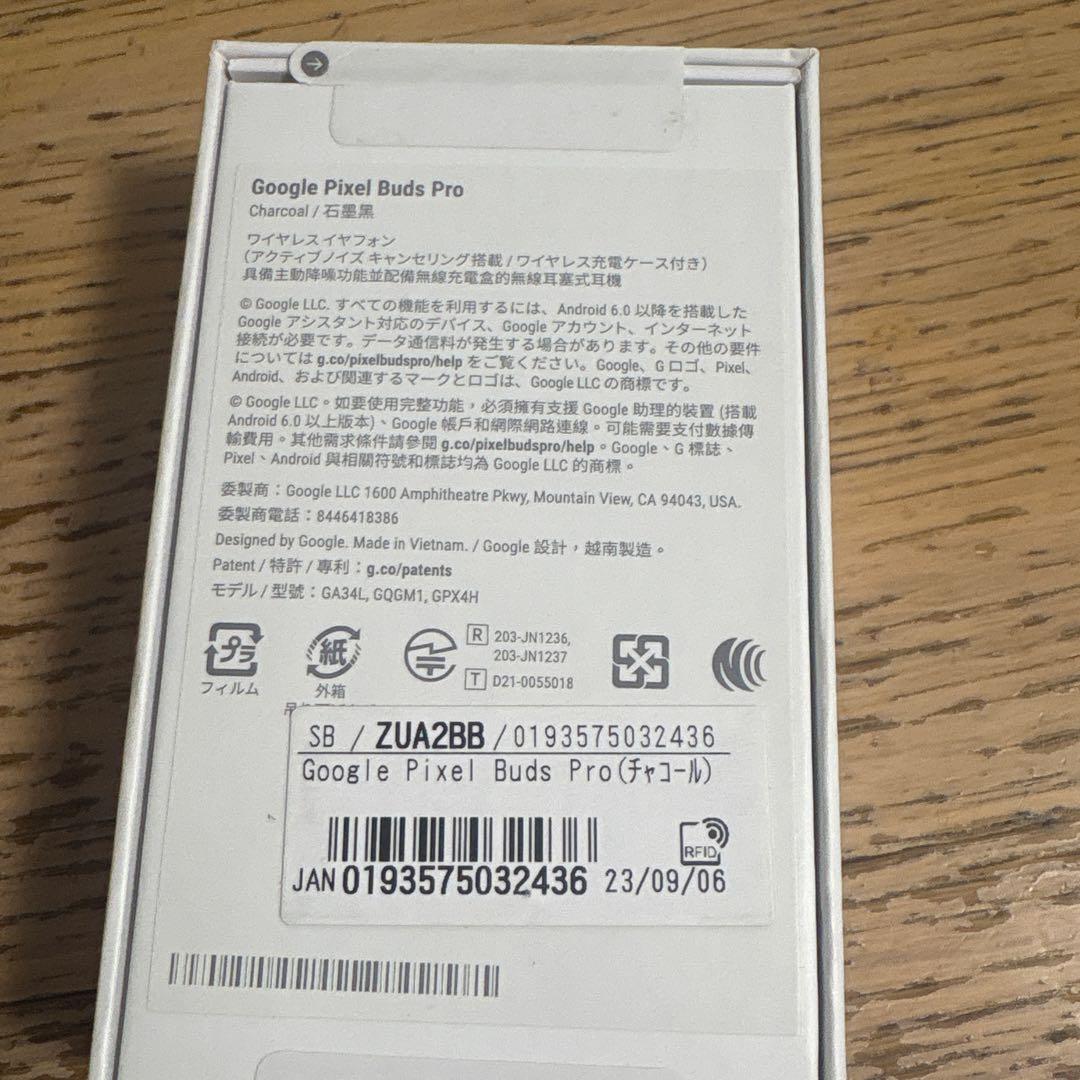 Google Pixel Buds Pro
Charcoal / 石墨黑
ワイヤレス イヤフォン
（アクティブノイズ キャンセリング搭載 / ワイヤレス充電ケース付き）
具備主動降噪功能並配備無線充電盒的無線耳塞式耳機
© Google LLC. すべての機能を利用するには、Android 6.0 以降を搭載した
Google アシスタント対応のデバイス、Google アカウント、インターネット
接続が必要です。データ通信料が発生する場合があります。その他の要件
については g.co/pixelbudspro/help をご覧ください。Google、G ロゴ、Pixel、
Android、および関連するマークとロゴは、Google LLC の商標です。
© Google LLC。如要使用完整功能，必須擁有支援 Google 助理的裝置 (搭載
Android 6.0 以上版本)、Google 帳戶和網際網路連線。可能需要支付數據傳
輸費用。其他需求條件請參閱 g.co/pixelbudspro/help。Google、G 標誌、
Pixel、Android 與相關符號和標誌均為 Google LLC 的商標。
委製商：Google LLC 1600 Amphitheatre Pkwy, Mountain View, CA 94043, USA.
委製商電話：8446418386
Designed by Google. Made in Vietnam. / Google 設計，越南製造。
Patent / 特許 / 專利：g.co/patents
モデル / 型號：GA34L, GQGM1, GPX4H
プラ
フィルム
紙
外箱
R 203-JN1236,
203-JN1237
T D21-0055018
SB / ZUA2BB / 0193575032436
Google Pixel Buds Pro(ﾁｬｺｰﾙ)
RFID
JAN 0193575032436 23/09/06